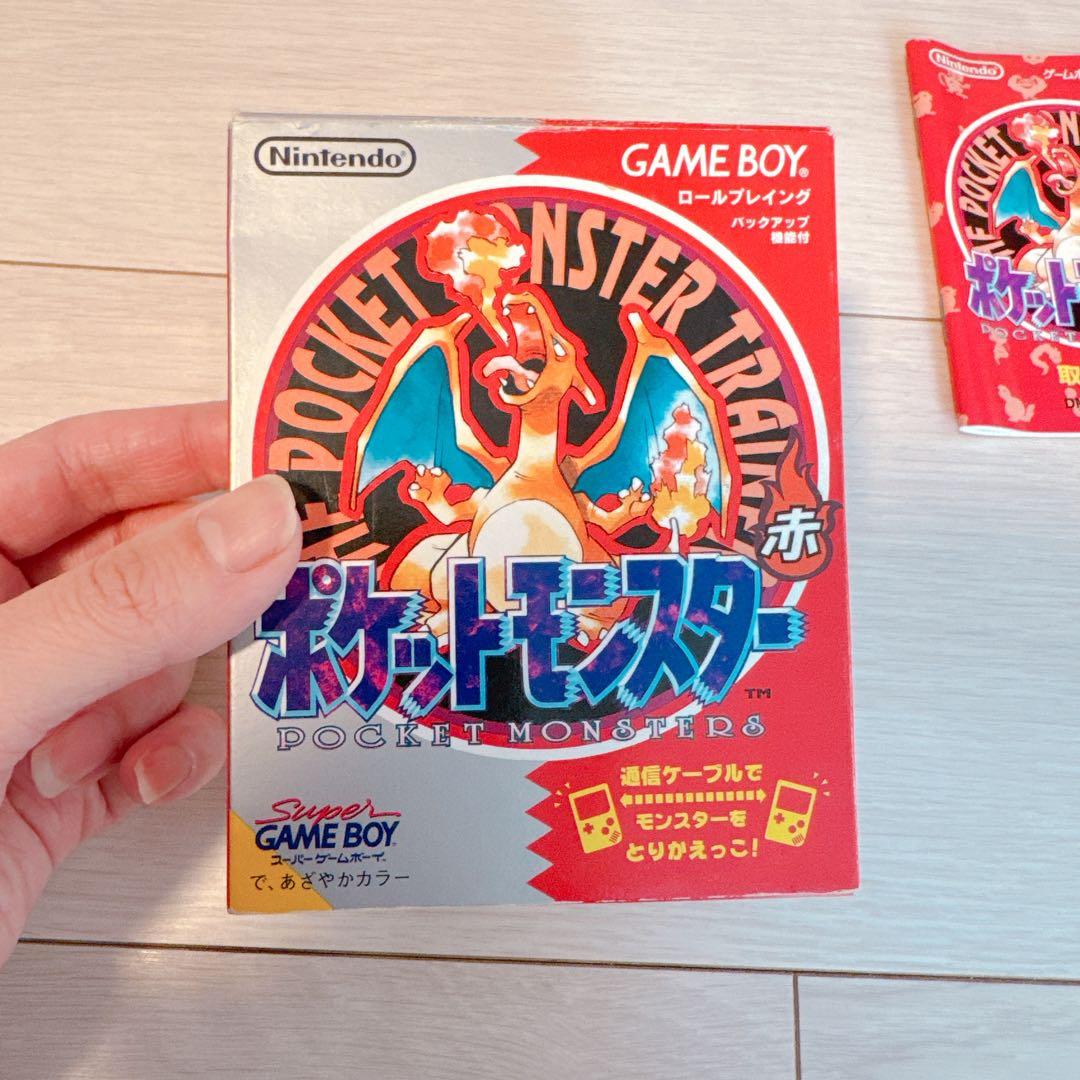 Nintendo
GAME BOY
ロールプレイング
バックアップ
機能付
POCKET MONSTER
赤
ポケットモンスター
TM
POCKET MONSTERS
通信ケーブルで
モンスターを
とりかえっこ!
Super
GAME BOY
スーパーゲームボーイ
で、あざやかカラー
Nintendo
POCKET
ポケット
取